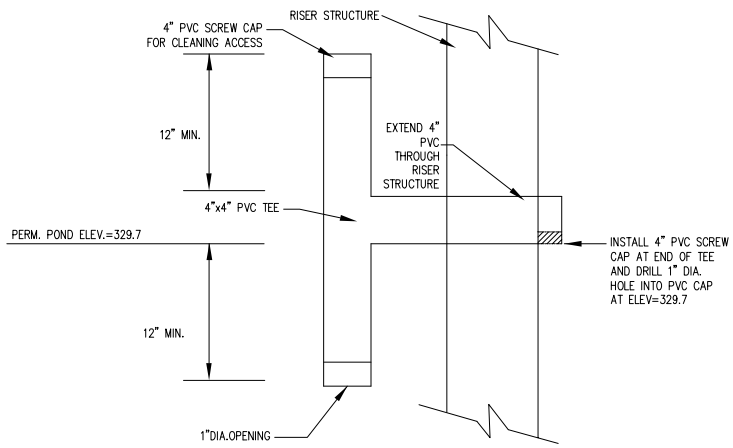 RISER STRUCTURE
4" PVC SCREW CAP
FOR CLEANING ACCESS
12" MIN.
EXTEND 4"
PVC
THROUGH
RISER
STRUCTURE
4"x4" PVC TEE
PERM. POND ELEV.=329.7
INSTALL 4" PVC SCREW
CAP AT END OF TEE
AND DRILL 1" DIA.
HOLE INTO PVC CAP
AT ELEV=329.7
12" MIN.
1"DIA.OPENING